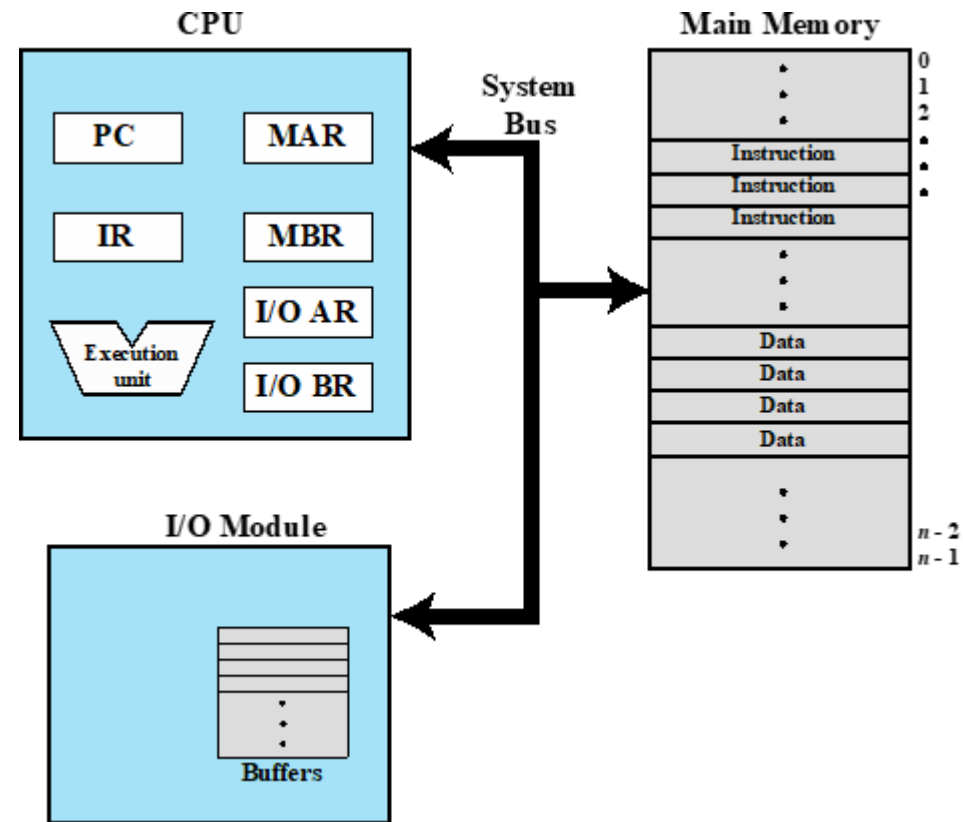 CPU
PC
MAR
IR
MBR
I/O AR
I/O BR
Execution
unit
System
Bus
Main Memory
0
1
2
Instruction
Instruction
Instruction
Data
Data
Data
Data
n - 2
n - 1
I/O Module
Buffers